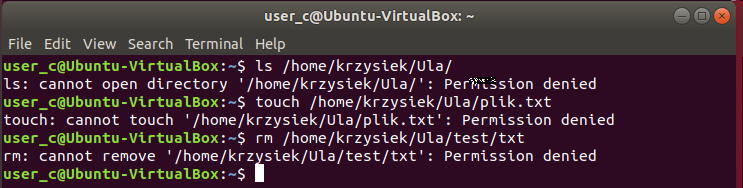 user_c@Ubuntu-VirtualBox: ~
File Edit View Search Terminal Help
user_c@Ubuntu-VirtualBox:~$ ls /home/krzysiek/Ula/
ls: cannot open directory '/home/krzysiek/Ula/': Permission denied
user_c@Ubuntu-VirtualBox:~$ touch /home/krzysiek/Ula/plik.txt
touch: cannot touch '/home/krzysiek/Ula/plik.txt': Permission denied
user_c@Ubuntu-VirtualBox:~$ rm /home/krzysiek/Ula/test/txt
rm: cannot remove '/home/krzysiek/Ula/test/txt': Permission denied
user_c@Ubuntu-VirtualBox:~$